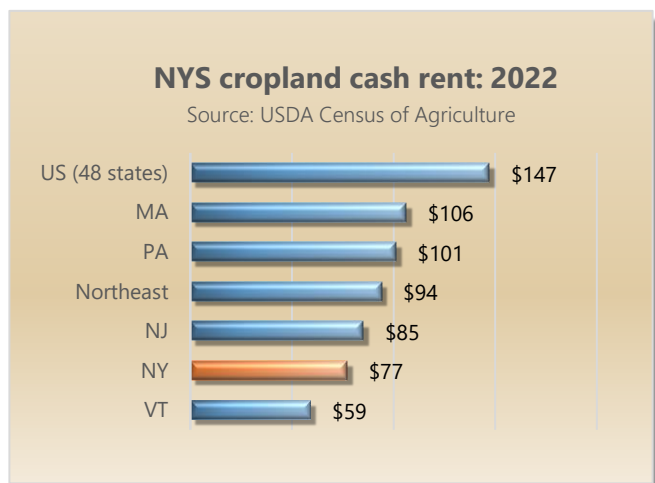 NYS cropland cash rent: 2022
Source: USDA Census of Agriculture
US (48 states) $147
MA $106
PA $101
Northeast $94
NJ $85
NY $77
VT $59